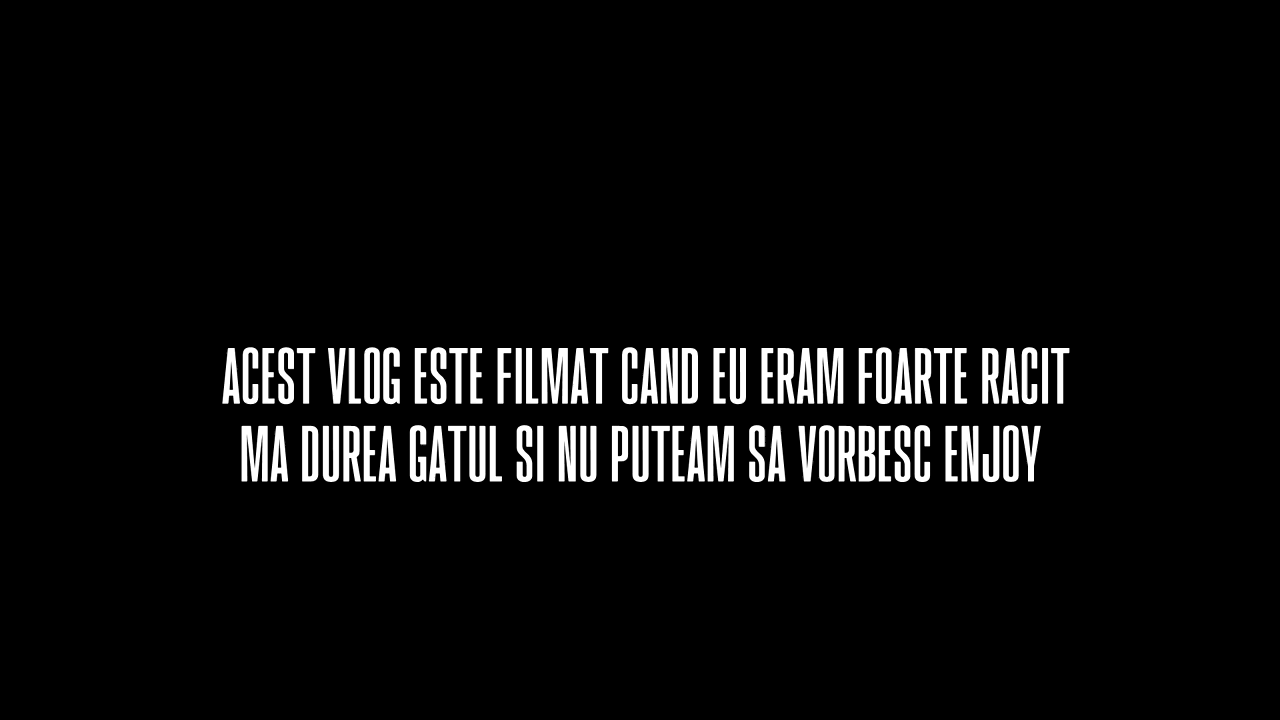 ACEST VLOG ESTE FILMAT CAND EU ERAM FOARTE RACIT
MA DUREA GATUL SI NU PUTEAM SA VORBESC ENJOY